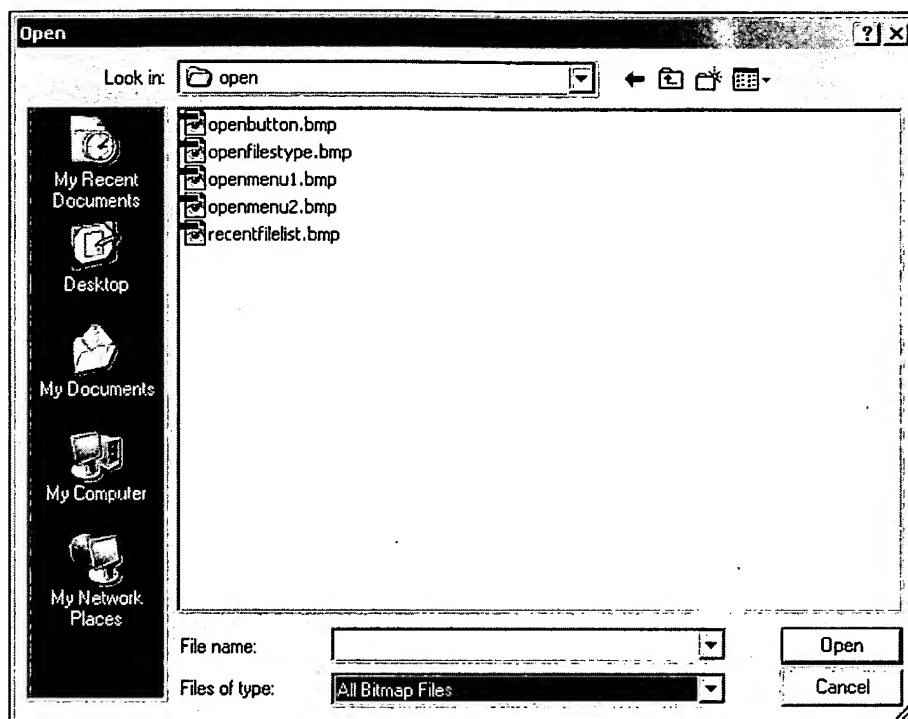 Open
Look in: open
My Recent
Documents
Desktop
My Documents
My Computer
My Network
Places
openbutton.bmp
openfilestype.bmp
openmenu1.bmp
openmenu2.bmp
recentfilelist.bmp
File name:
Open
Files of type: All Bitmap Files
Cancel